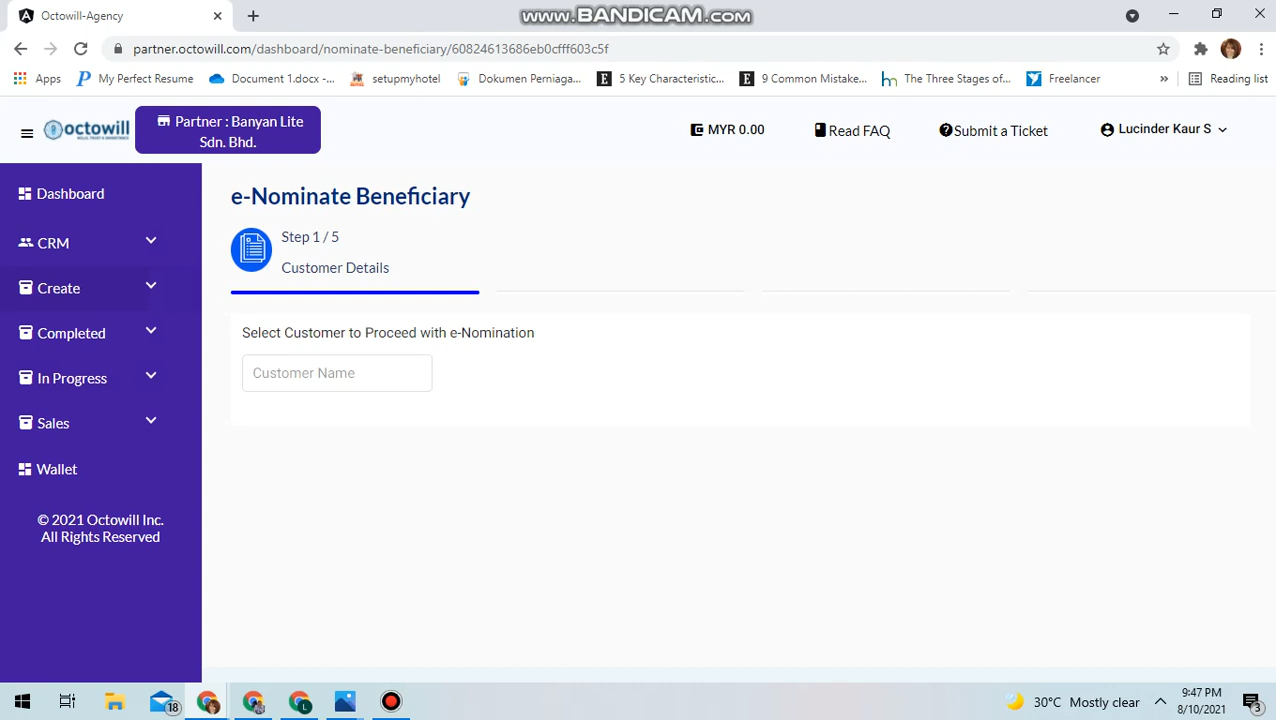 Octowill-Agency
www.BANDICAM.com
partner.octowill.com/dashboard/nominate-beneficiary/60824613686eb0cfff603c5f
Apps
My Perfect Resume
Document 1.docx -...
setupmyhotel
Dokumen Perniaga...
5 Key Characteristic...
9 Common Mistake...
The Three Stages of...
Freelancer
»
Reading list
octowill
Partner : Banyan Lite
Sdn. Bhd.
MYR 0.00
Read FAQ
Submit a Ticket
Lucinder Kaur S
Dashboard
CRM
Create
Completed
In Progress
Sales
Wallet
© 2021 Octowill Inc.
All Rights Reserved
e-Nominate Beneficiary
Step 1 / 5
Customer Details
Select Customer to Proceed with e-Nomination
Customer Name
18
L
30°C Mostly clear
9:47 PM
8/10/2021
3